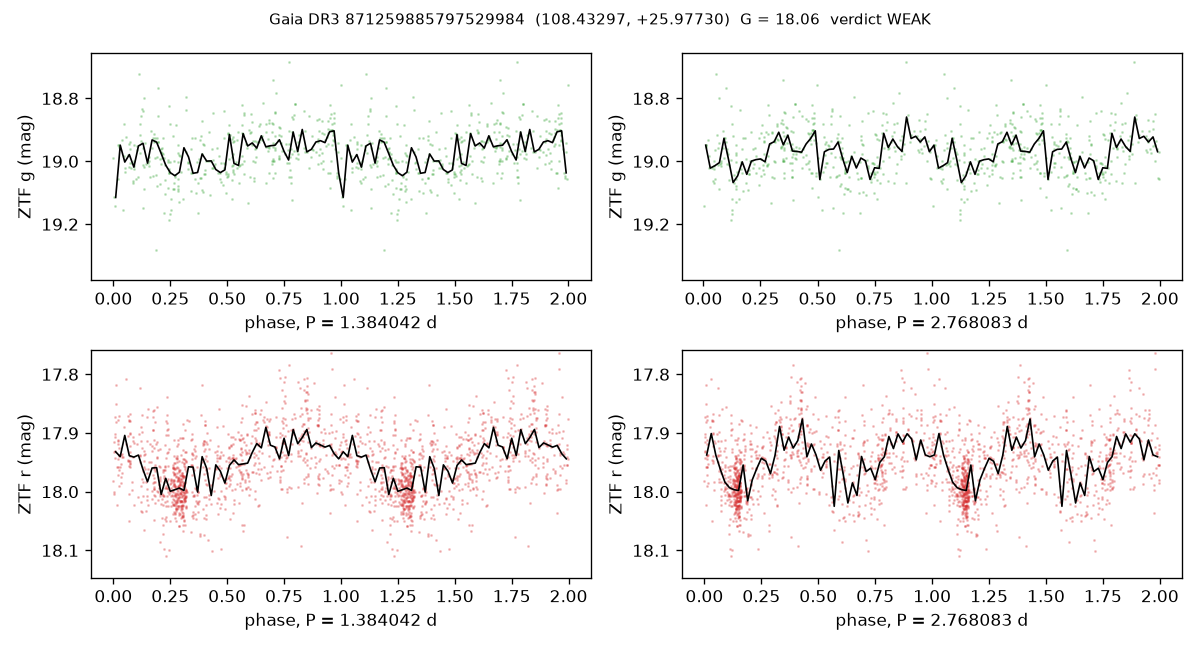 Gaia DR3 871259885797529984 (108.43297, +25.97730) G = 18.06 verdict WEAK
ZTF g (mag)
18.8
19.0
19.2
0.00 0.25 0.50 0.75 1.00 1.25 1.50 1.75 2.00
phase, P = 1.384042 d
ZTF g (mag)
18.8
19.0
19.2
0.00 0.25 0.50 0.75 1.00 1.25 1.50 1.75 2.00
phase, P = 2.768083 d
ZTF r (mag)
17.8
17.9
18.0
18.1
0.00 0.25 0.50 0.75 1.00 1.25 1.50 1.75 2.00
phase, P = 1.384042 d
ZTF r (mag)
17.8
17.9
18.0
18.1
0.00 0.25 0.50 0.75 1.00 1.25 1.50 1.75 2.00
phase, P = 2.768083 d